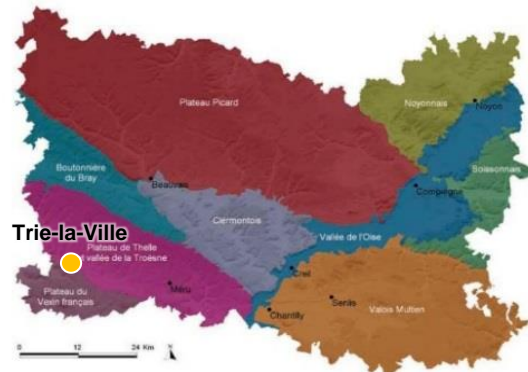 Plateau Picard
Noyonnais
Noyon
Boutonnière
du Bray
Beauvais
Soissonnais
Compiègne
Clermontois
Trie-la-Ville
Plateau de Thelle
t vallée de la Troësne
Vallée de l'Oise
Creil
Plateau du
Vexin français
Méru
Senlis
Valois Multien
Chantilly
0 12 24 Km
N